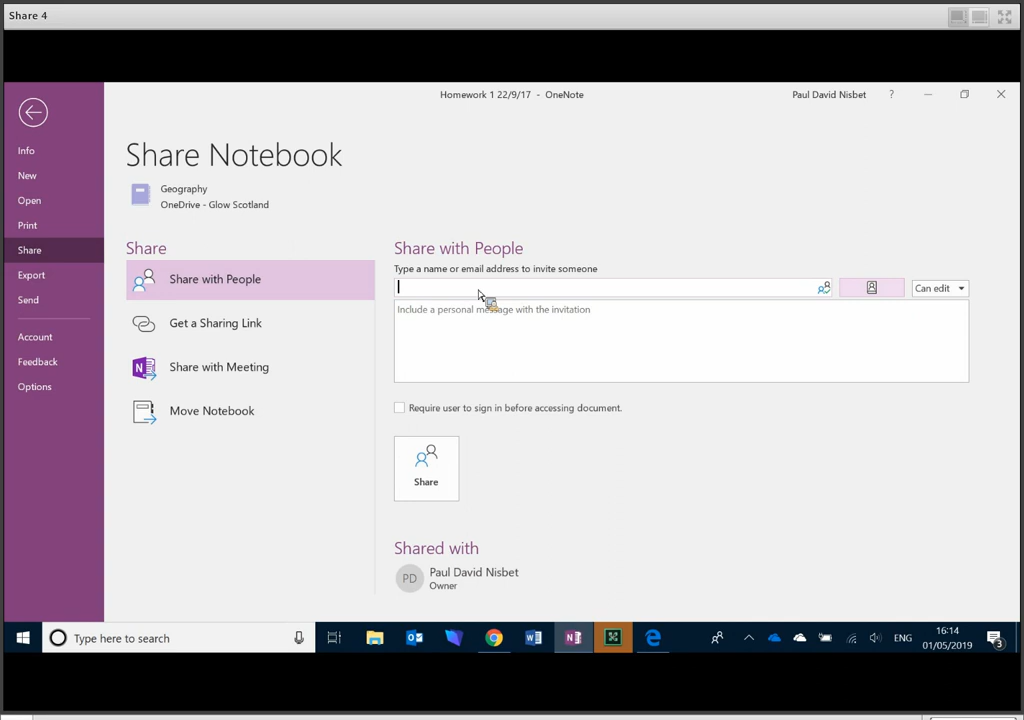 Share 4
Homework 1 22/9/17 - OneNote
Paul David Nisbet
?
Info
New
Open
Print
Share
Export
Send
Account
Feedback
Options
Share Notebook
Geography
OneDrive - Glow Scotland
Share
Share with People
Get a Sharing Link
Share with Meeting
Move Notebook
Share with People
Type a name or email address to invite someone
Can edit
Include a personal message with the invitation
Require user to sign in before accessing document.
Share
Shared with
PD
Paul David Nisbet
Owner
Type here to search
ENG
16:14
01/05/2019
3